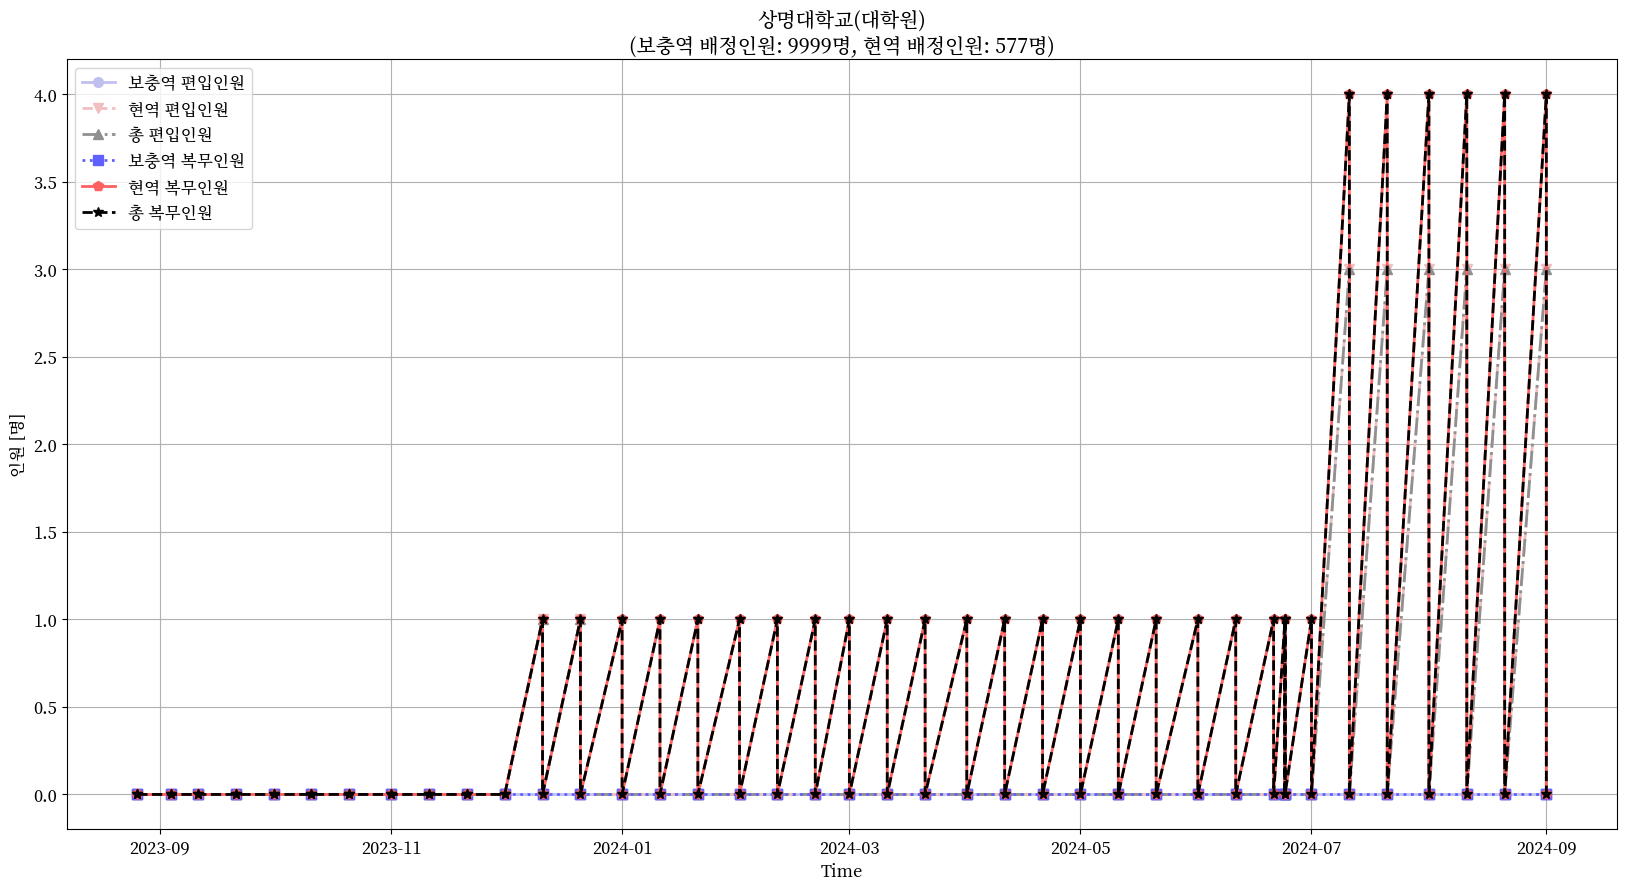 상명대학교(대학원)
(보충역 배정인원: 9999명, 현역 배정인원: 577명)
보충역 편입인원
현역 편입인원
총 편입인원
보충역 복무인원
현역 복무인원
총 복무인원
4.0
3.5
3.0
2.5
2.0
1.5
1.0
0.5
0.0
인원 [명]
2023-09
2023-11
2024-01
2024-03
2024-05
2024-07
2024-09
Time